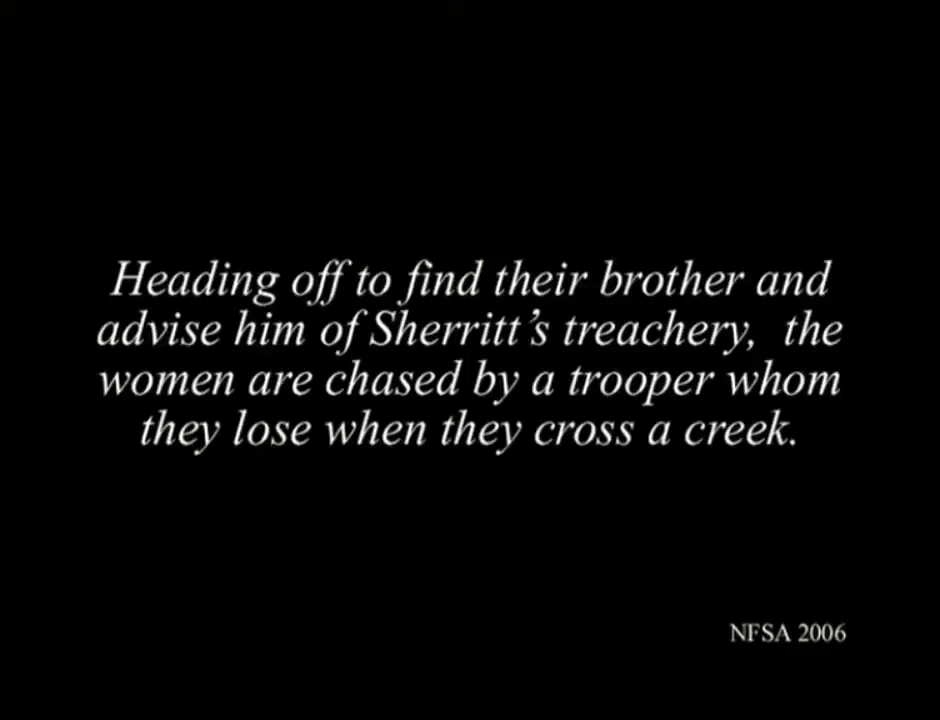 Heading off to find their brother and
advise him of Sherritt’s treachery,  the
women are chased by a trooper whom
they lose when they cross a creek.
NFSA 2006